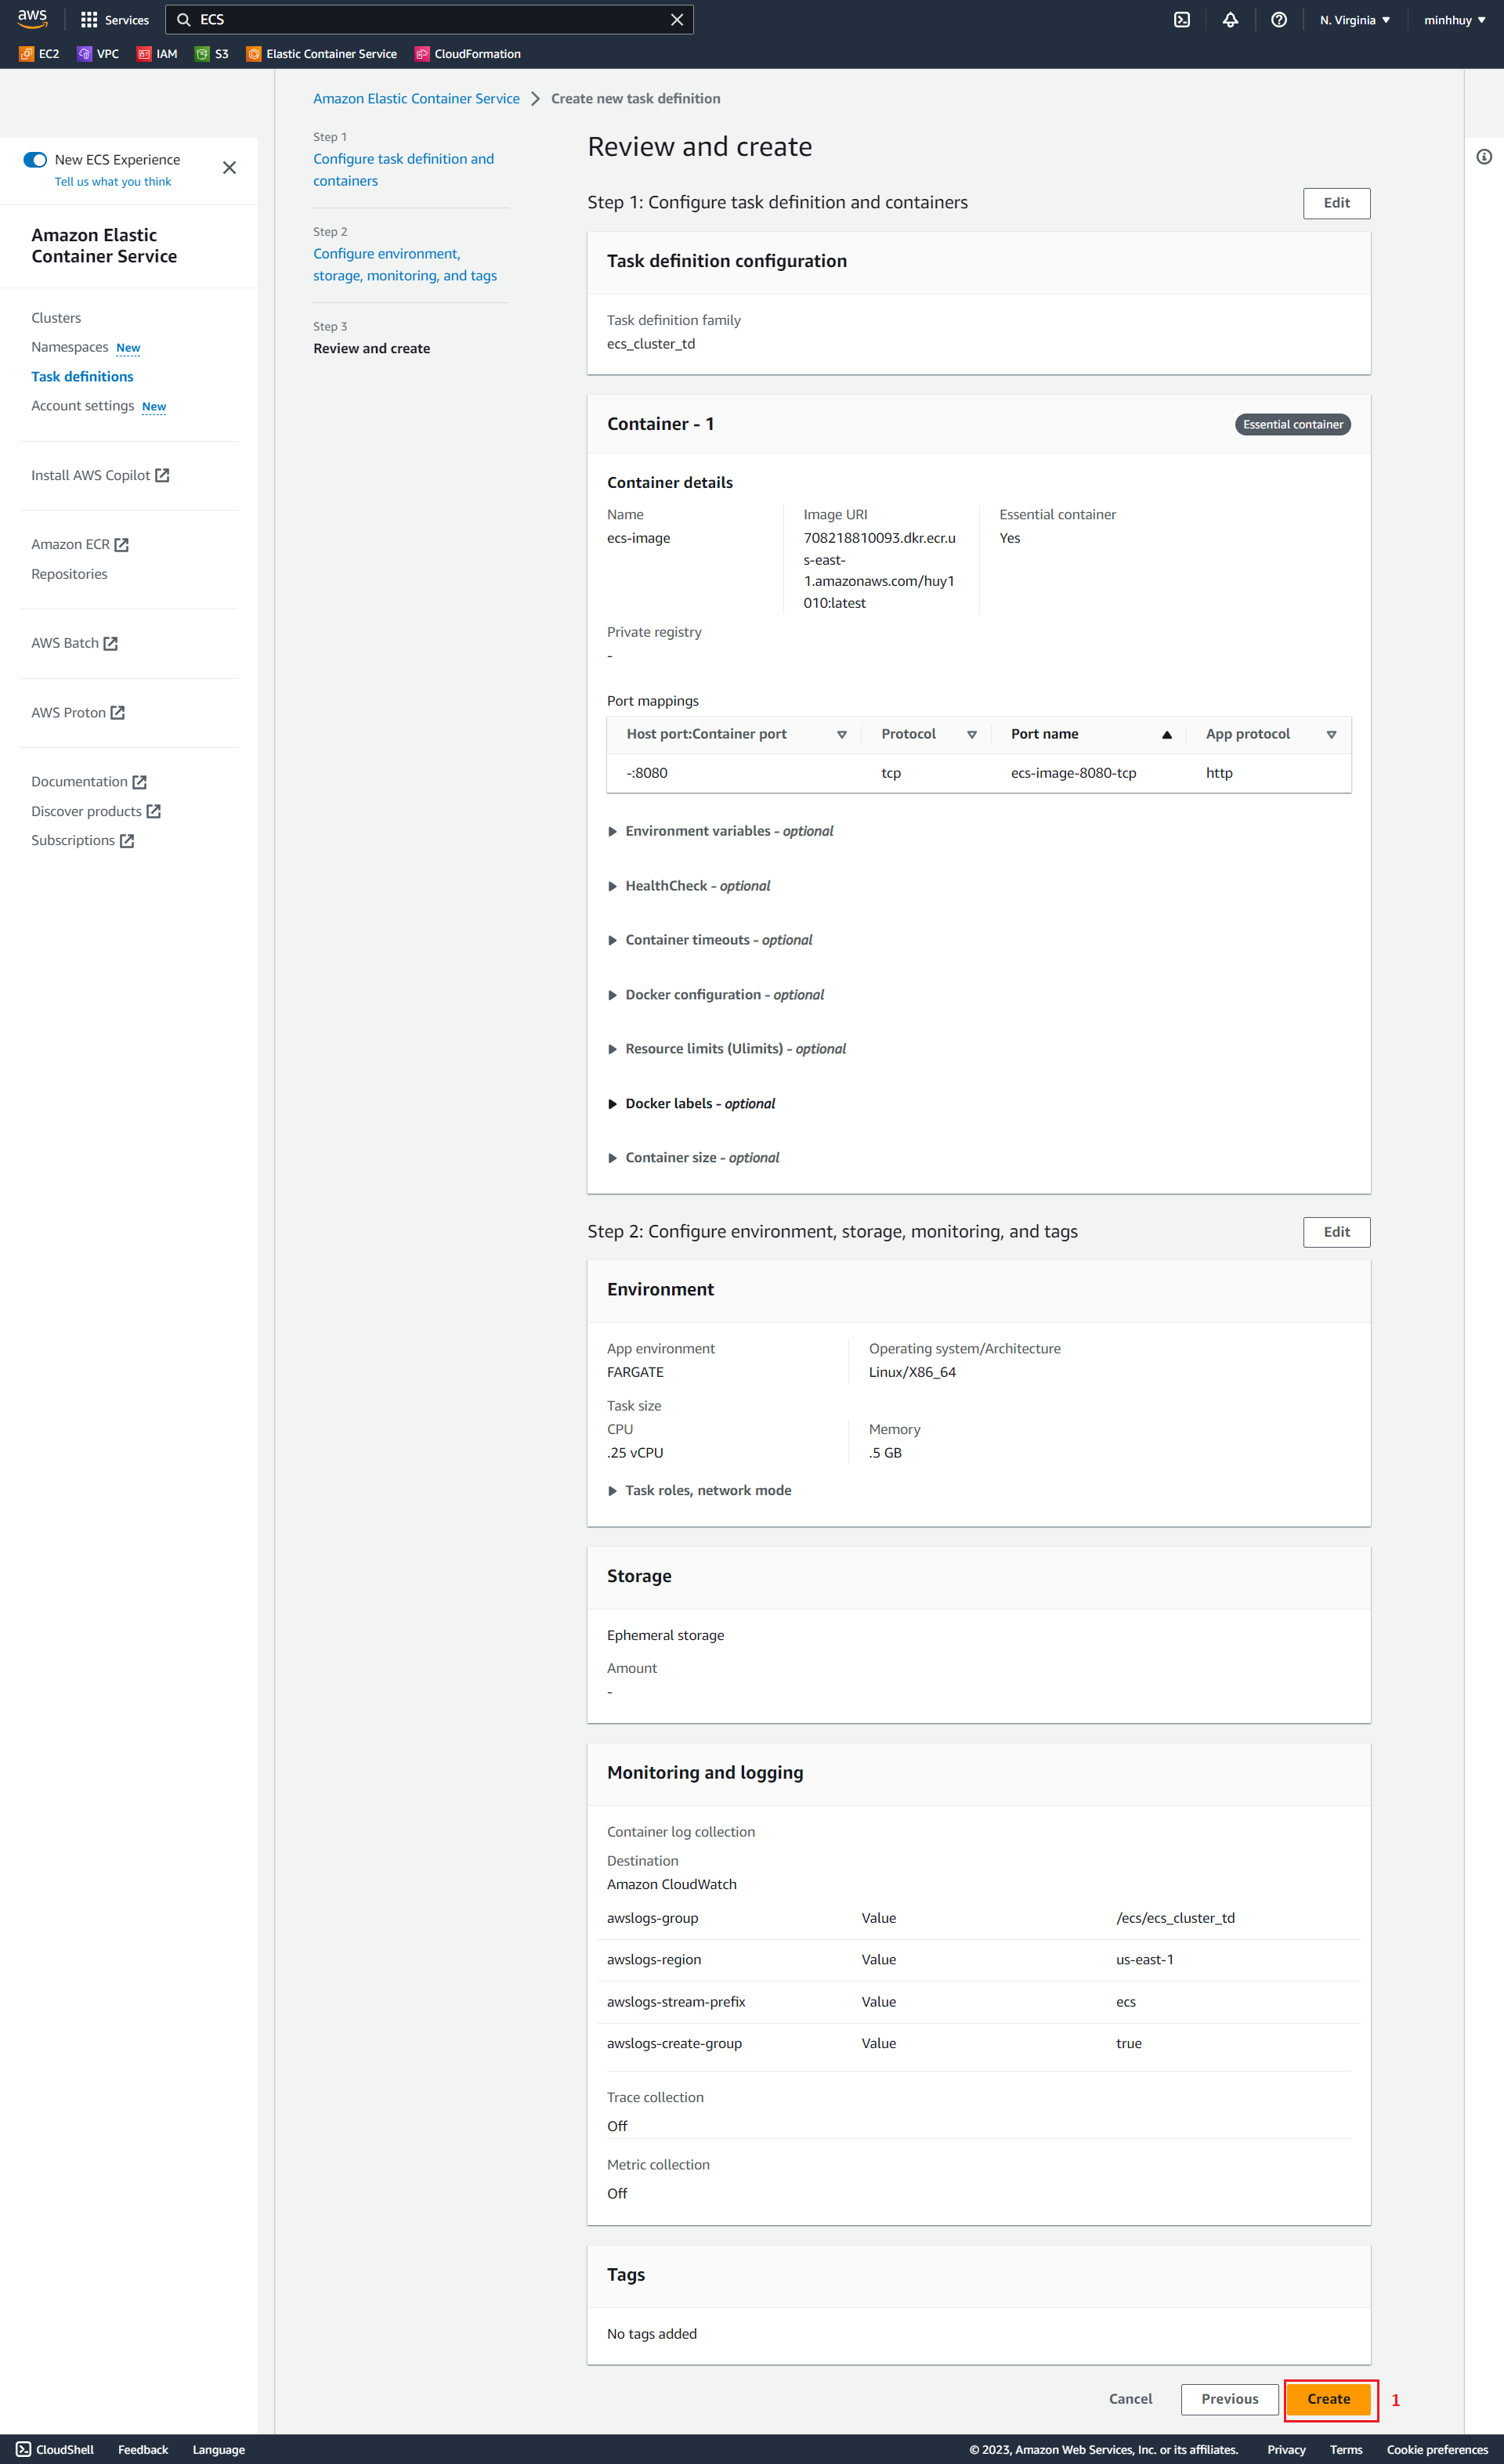 aws
Services
ECS
N. Virginia
minhhuy
EC2
VPC
IAM
S3
Elastic Container Service
CloudFormation
New ECS Experience
Tell us what you think
Amazon Elastic
Container Service
Clusters
Namespaces New
Task definitions
Account settings New
Install AWS Copilot
Amazon ECR
Repositories
AWS Batch
AWS Proton
Documentation
Discover products
Subscriptions
Amazon Elastic Container Service > Create new task definition
Step 1
Configure task definition and
containers
Step 2
Configure environment,
storage, monitoring, and tags
Step 3
Review and create
Review and create
Step 1: Configure task definition and containers
Edit
Task definition configuration
Task definition family
ecs_cluster_td
Container - 1
Essential container
Container details
Name
ecs-image
Image URI
708218810093.dkr.ecr.u
s-east-
1.amazonaws.com/huy1
010:latest
Essential container
Yes
Private registry
-
Port mappings
Host port:Container port Protocol Port name App protocol
-:8080 tcp ecs-image-8080-tcp http
Environment variables - optional
HealthCheck - optional
Container timeouts - optional
Docker configuration - optional
Resource limits (Ulimits) - optional
Docker labels - optional
Container size - optional
Step 2: Configure environment, storage, monitoring, and tags
Edit
Environment
App environment
FARGATE
Operating system/Architecture
Linux/X86_64
Task size
CPU
.25 vCPU
Memory
.5 GB
Task roles, network mode
Storage
Ephemeral storage
Amount
-
Monitoring and logging
Container log collection
Destination
Amazon CloudWatch
awslogs-group Value /ecs/ecs_cluster_td
awslogs-region Value us-east-1
awslogs-stream-prefix Value ecs
awslogs-create-group Value true
Trace collection
Off
Metric collection
Off
Tags
No tags added
Cancel
Previous
Create
1
CloudShell
Feedback
Language
© 2023, Amazon Web Services, Inc. or its affiliates.
Privacy
Terms
Cookie preferences